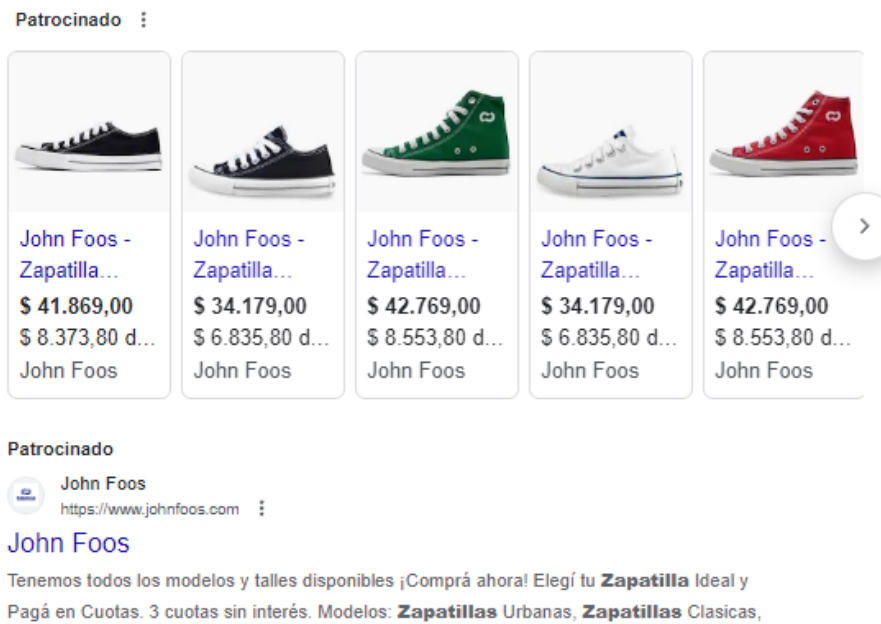 Patrocinado
John Foos -
Zapatilla...
$ 41.869,00
$ 8.373,80 d...
John Foos
John Foos -
Zapatilla...
$ 34.179,00
$ 6.835,80 d...
John Foos
John Foos -
Zapatilla...
$ 42.769,00
$ 8.553,80 d...
John Foos
John Foos -
Zapatilla...
$ 34.179,00
$ 6.835,80 d...
John Foos
John Foos -
Zapatilla...
$ 42.769,00
$ 8.553,80 d...
John Foos
Patrocinado
John Foos
https://www.johnfoos.com
John Foos
Tenemos todos los modelos y talles disponibles ¡Comprá ahora! Elegí tu Zapatilla Ideal y
Pagá en Cuotas. 3 cuotas sin interés. Modelos: Zapatillas Urbanas, Zapatillas Clasicas,